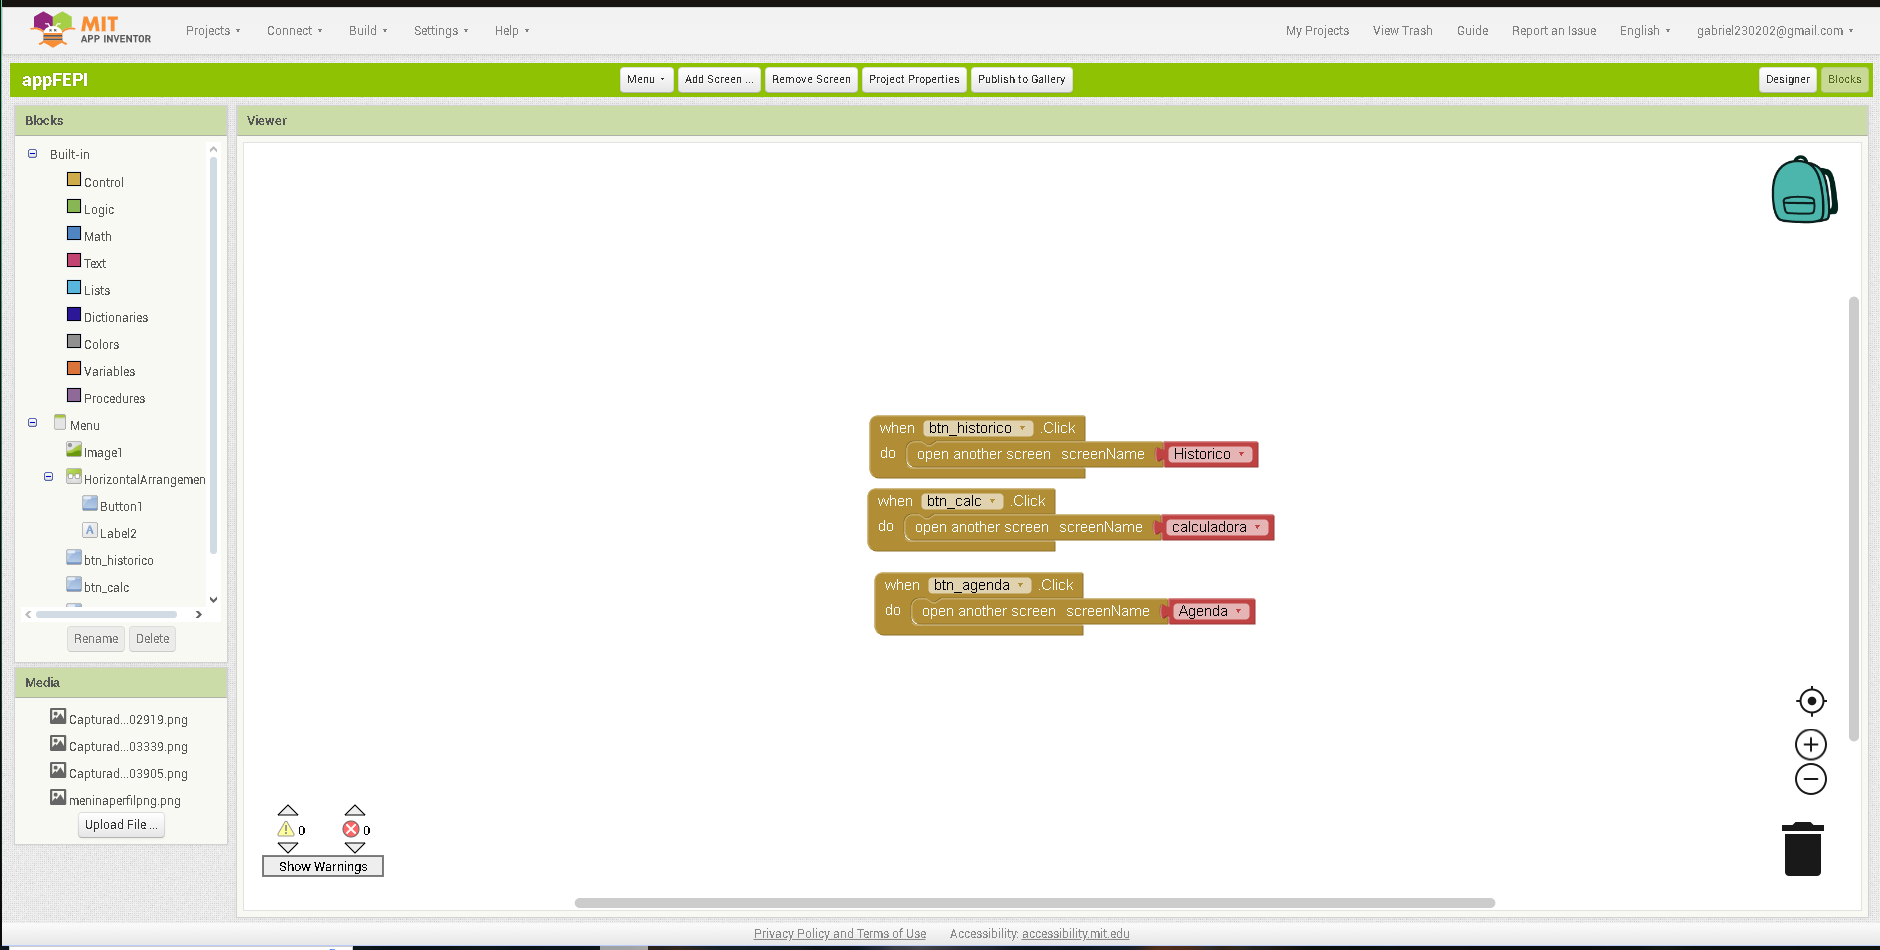 MIT
APP INVENTOR
Projects Connect Build Settings Help My Projects View Trash Guide Report an Issue English gabriel230202@gmail.com
appFEPI
Menu Add Screen ... Remove Screen Project Properties Publish to Gallery Designer Blocks
Blocks
Built-in
Control
Logic
Math
Text
Lists
Dictionaries
Colors
Variables
Procedures
Menu
Image1
HorizontalArrangemen
Button1
Label2
btn_historico
btn_calc
Rename Delete
Media
Capturad...02919.png
Capturad...03339.png
Capturad...03905.png
meninaperfilpng.png
Upload File ...
Viewer
when btn_historico .Click
do open another screen screenName Historico
when btn_calc .Click
do open another screen screenName calculadora
when btn_agenda .Click
do open another screen screenName Agenda
0 0
Show Warnings
Privacy Policy and Terms of Use Accessibility: accessibility.mit.edu